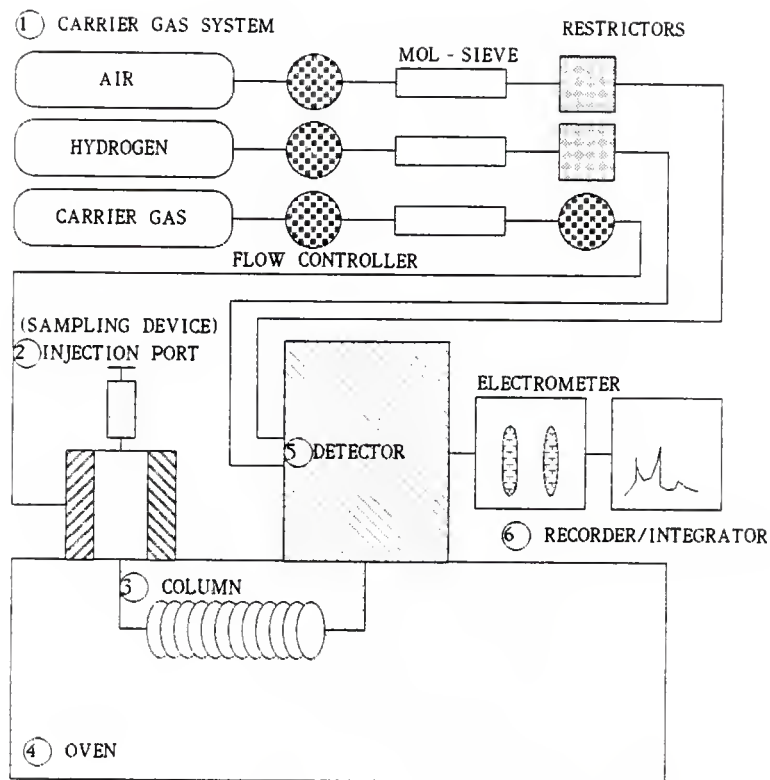 1 CARRIER GAS SYSTEM
MOL - SIEVE
RESTRICTORS
AIR
HYDROGEN
CARRIER GAS
FLOW CONTROLLER
(SAMPLING DEVICE)
2 INJECTION PORT
ELECTROMETER
5 DETECTOR
6 RECORDER/INTEGRATOR
3 COLUMN
4 OVEN